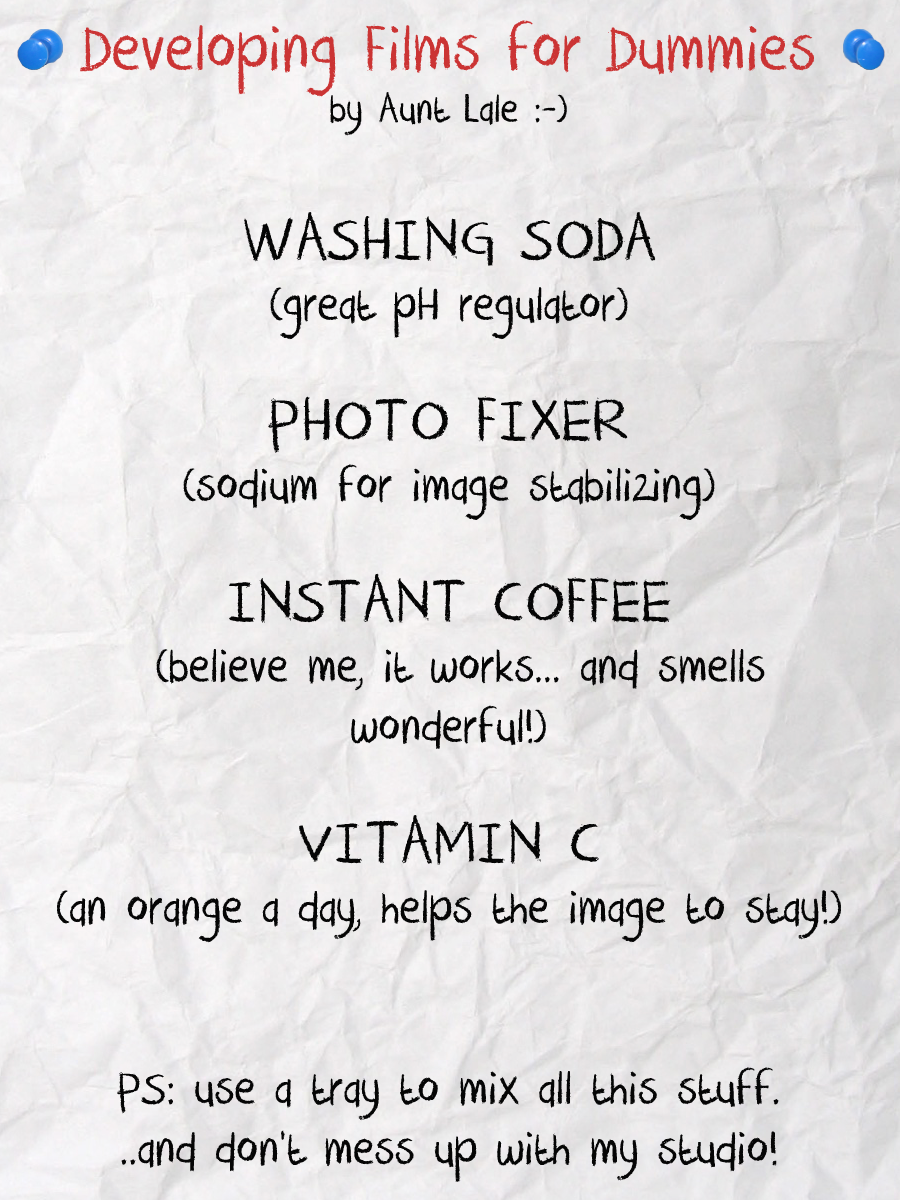 Developing Films for Dummies
by Aunt Lale :-)
WASHING SODA
(great pH regulator)
PHOTO FIXER
(sodium for image stabilizing)
INSTANT COFFEE
(believe me, it works... and smells
wonderful!)
VITAMIN C
(an orange a day, helps the image to stay!)
PS: use a tray to mix all this stuff.
..and don't mess up with my studio!